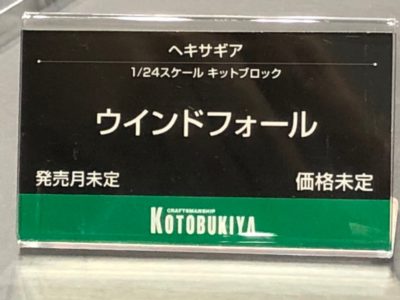 ヘキサギア
1/24スケール キットブロック
ウインドフォール
発売月未定 価格未定
CRAFTSMANSHIP
KOTOBUKIYA